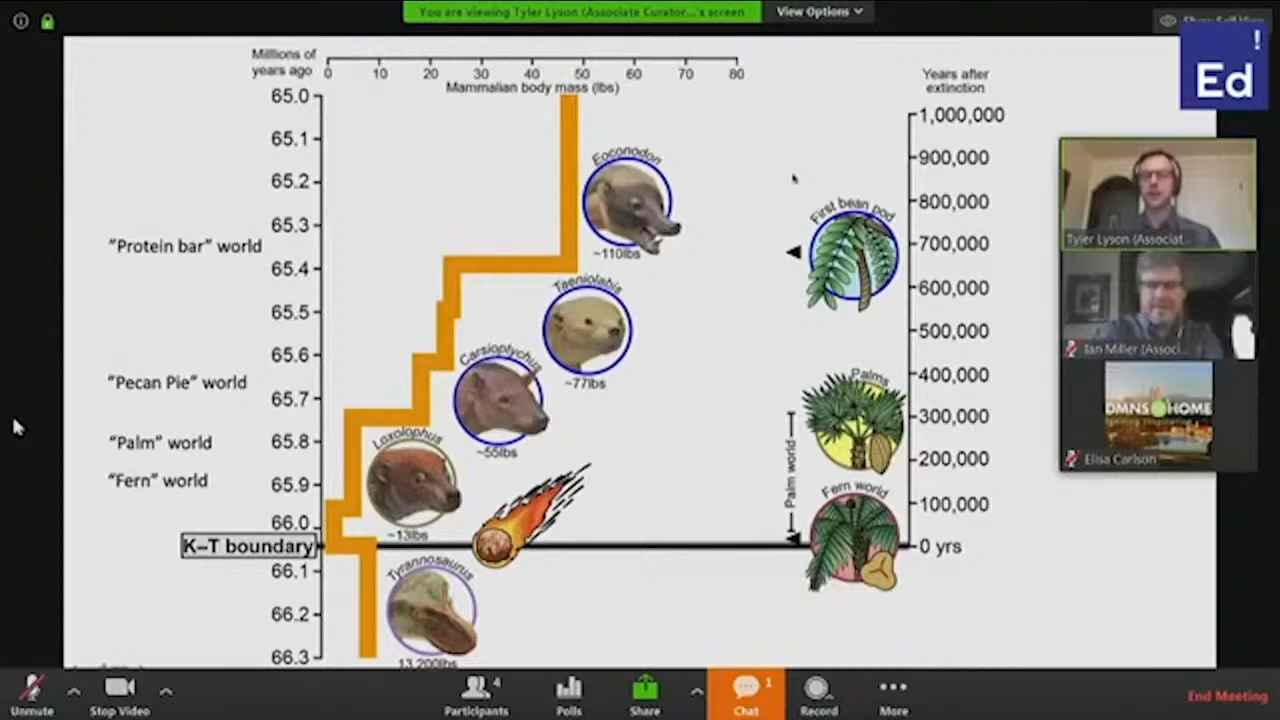 You are viewing Tyler Lyson (Associate Curator...'s screen
View Options
!
Ed
Millions of
years ago
0 10 20 30 40 50 60 70 80
Mammalian body mass (lbs)
Years after
extinction
65.0
1,000,000
65.1
900,000
Eoconodon
65.2
800,000
First bean pod
65.3
700,000
"Protein bar" world
~110lbs
Tyler Lyson (Associat...
65.4
600,000
Taeniolabis
65.5
500,000
65.6
Carsioptychus
Ian Miller (Associ...
"Pecan Pie" world
~77lbs
Palms
400,000
65.7
300,000
DMNS@HOME
"Palm" world
65.8
Loxolophus
~55lbs
200,000
Elisa Carlson
"Fern" world
65.9
Palm world
Fern world
100,000
66.0
~13lbs
K–T boundary
0 yrs
66.1
Tyrannosaurus
66.2
66.3
13,200lbs
Unmute
Stop Video
4
Participants
Polls
Share
1
Chat
Record
More
End Meeting